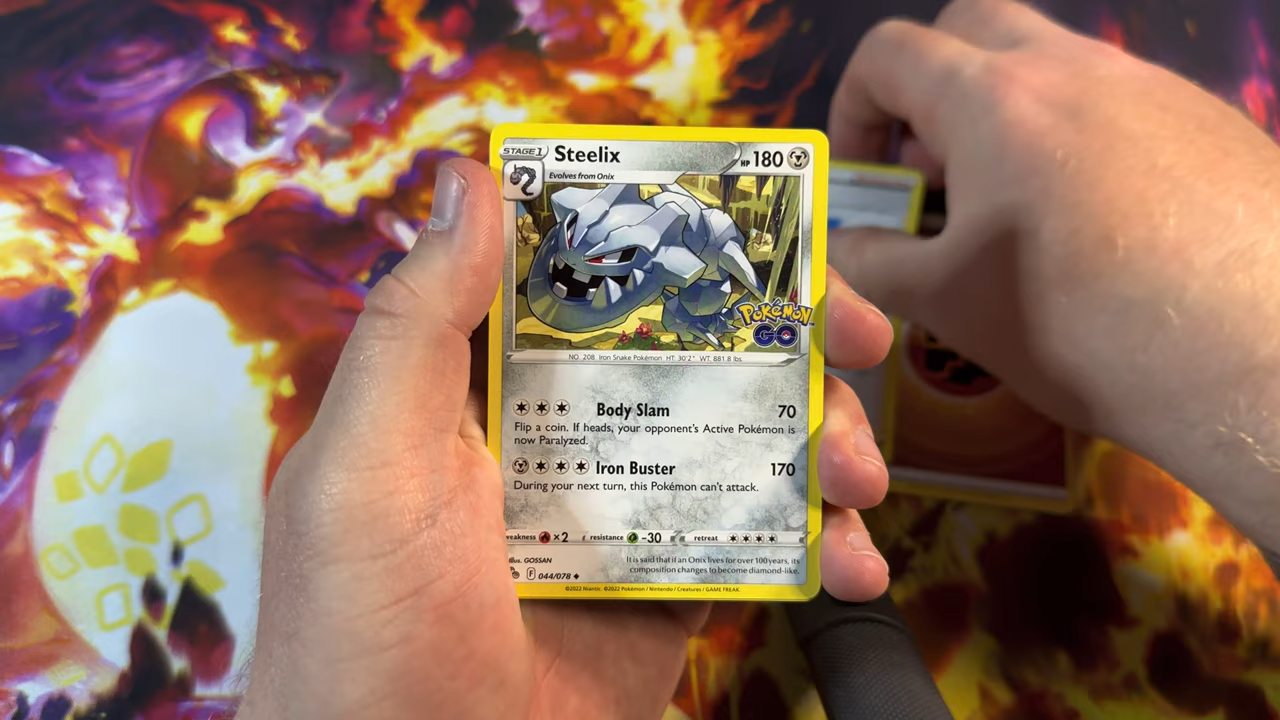 STAGE 1
Steelix
HP 180
Evolves from Onix
Pokémon
GO
NO. 208 Iron Snake Pokémon HT: 30'2" WT: 881.8 lbs.
Body Slam 70
Flip a coin. If heads, your opponent's Active Pokémon is
now Paralyzed.
Iron Buster 170
During your next turn, this Pokémon can't attack.
weakness ×2 resistance -30 retreat
Illus. GOSSAN
F 044/078
It is said that if an Onix lives for over 100 years, its
composition changes to become diamond-like.
©2022 Niantic ©2022 Pokémon / Nintendo / Creatures / GAME FREAK